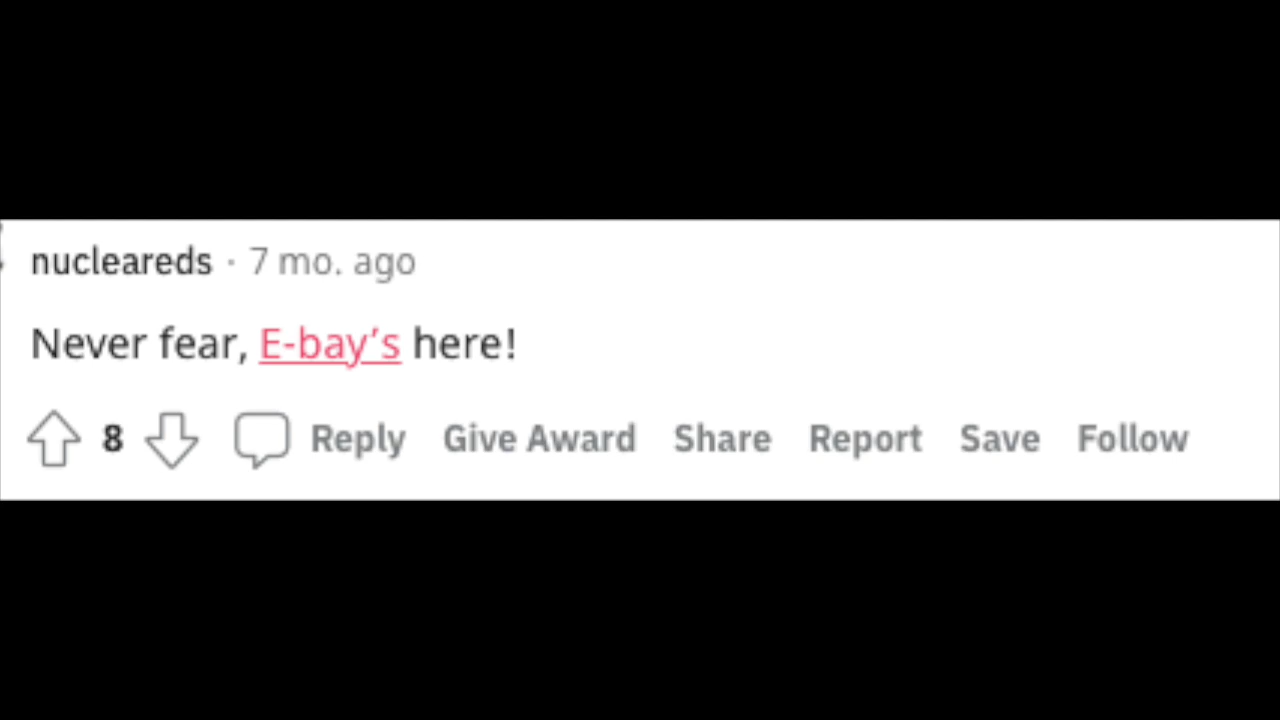 nucleareds · 7 mo. ago
Never fear, E-bay’s here!
8 Reply Give Award Share Report Save Follow